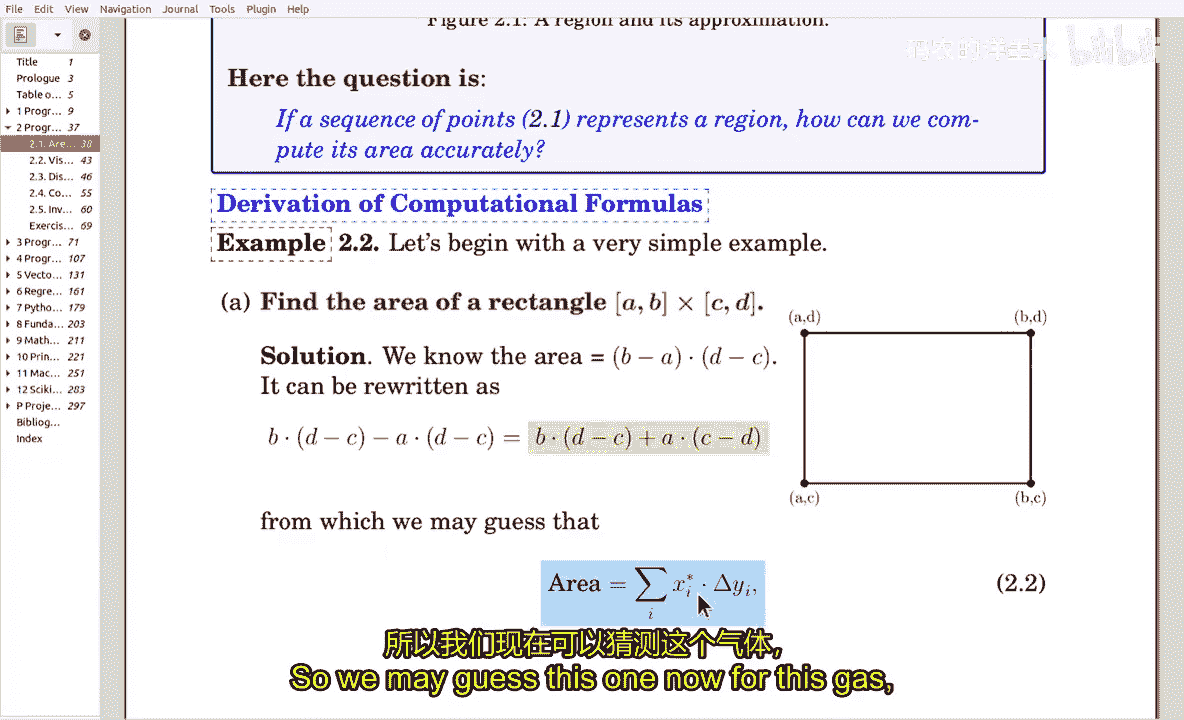 File Edit View Navigation Journal Tools Plugin Help
Title 1
Prologue 3
Table o... 5
1 Progr... 9
2 Progr... 37
2.1. Are... 38
2.2. Vis... 43
2.3. Dis... 46
2.4. Co... 55
2.5. Inv... 60
Exercis... 69
3 Progr... 71
4 Progr... 107
5 Vecto... 131
6 Regre... 161
7 Pytho... 179
8 Funda... 203
9 Math... 211
10 Prin... 221
11 Mac... 251
12 Sciki... 283
P Proje... 297
Bibliog...
Index
Figure 2.1: A region and its approximation.
Here the question is:
If a sequence of points (2.1) represents a region, how can we com-
pute its area accurately?
Derivation of Computational Formulas
Example 2.2. Let's begin with a very simple example.
(a) Find the area of a rectangle [a, b] × [c, d].
Solution. We know the area = (b − a) · (d − c).
It can be rewritten as
b · (d − c) − a · (d − c) = b · (d − c) + a · (c − d)
(a,d) (b,d)
(a,c) (b,c)
from which we may guess that
Area = ∑ᵢ xᵢ* · Δyᵢ, (2.2)
所以我们现在可以猜测这个气体，
So we may guess this one now for this gas,